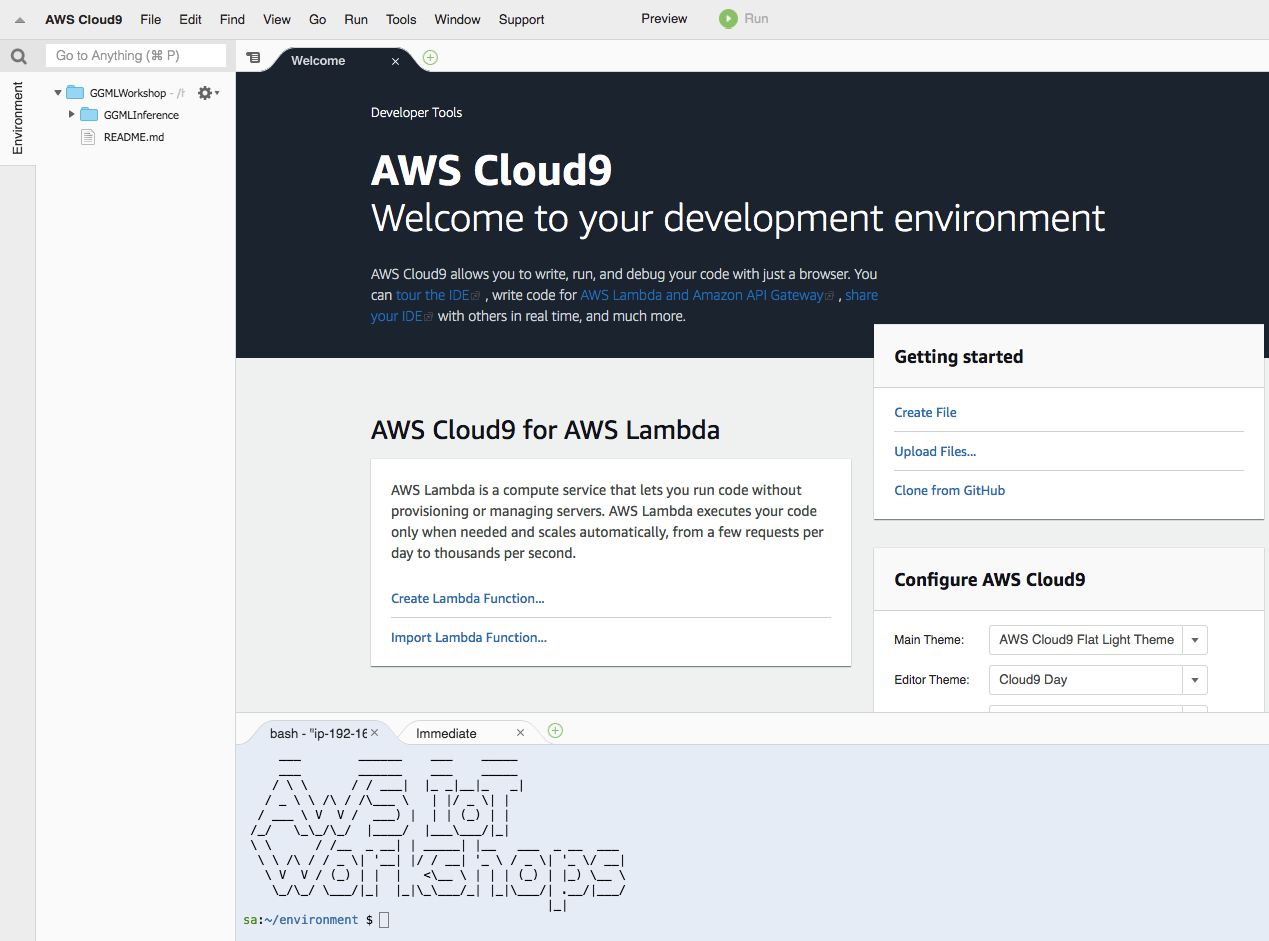 AWS Cloud9 File Edit Find View Go Run Tools Window Support Preview Run
Go to Anything (⌘ P)
Welcome
Environment
GGMLWorkshop - /h
GGMLInference
README.md
Developer Tools
AWS Cloud9
Welcome to your development environment
AWS Cloud9 allows you to write, run, and debug your code with just a browser. You
can tour the IDE , write code for AWS Lambda and Amazon API Gateway , share
your IDE with others in real time, and much more.
Getting started
Create File
Upload Files...
Clone from GitHub
AWS Cloud9 for AWS Lambda
AWS Lambda is a compute service that lets you run code without
provisioning or managing servers. AWS Lambda executes your code
only when needed and scales automatically, from a few requests per
day to thousands per second.
Create Lambda Function...
Import Lambda Function...
Configure AWS Cloud9
Main Theme: AWS Cloud9 Flat Light Theme
Editor Theme: Cloud9 Day
bash - "ip-192-16 Immediate
AWS IoT
Workshops
sa:~/environment $